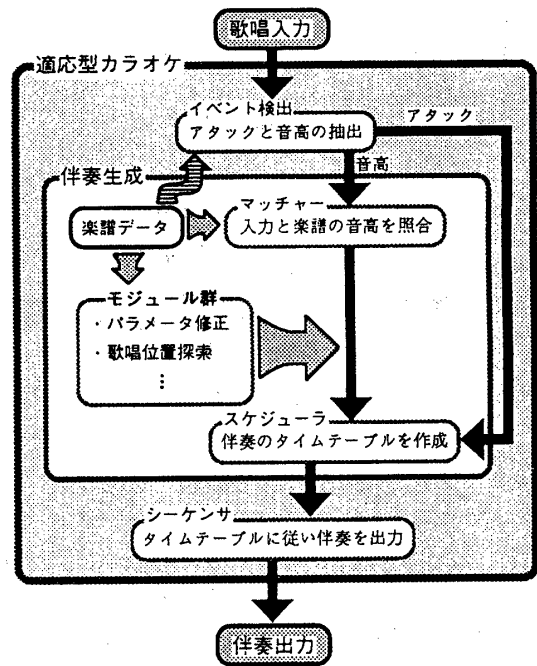 歌唱入力
適応型カラオケ
イベント検出
アタックと音高の抽出
アタック
音高
伴奏生成
楽譜データ
マッチャー
入力と楽譜の音高を照合
モジュール群
・パラメータ修正
・歌唱位置探索
⋮
スケジューラ
伴奏のタイムテーブルを作成
シーケンサ
タイムテーブルに従い伴奏を出力
伴奏出力